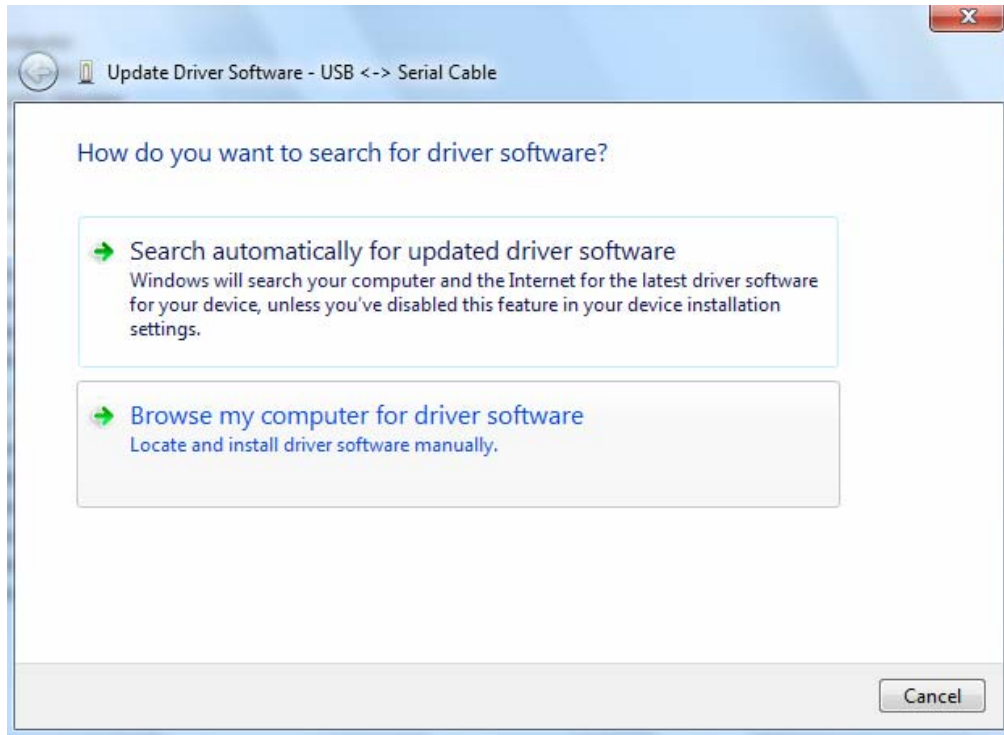 Update Driver Software - USB <-> Serial Cable
How do you want to search for driver software?
Search automatically for updated driver software
Windows will search your computer and the Internet for the latest driver software
for your device, unless you've disabled this feature in your device installation
settings.
Browse my computer for driver software
Locate and install driver software manually.
Cancel